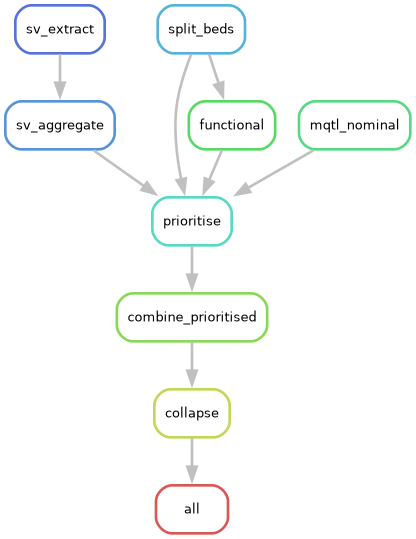 sv_extract
split_beds
sv_aggregate
functional
mqtl_nominal
prioritise
combine_prioritised
collapse
all